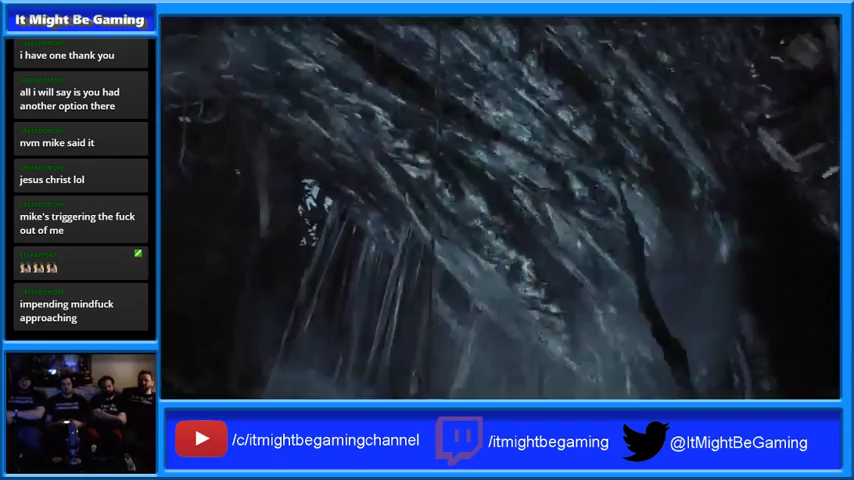 It Might Be Gaming
i have one thank you
all i will say is you had
another option there
nvm mike said it
jesus christ lol
mike's triggering the fuck
out of me
impending mindfuck
approaching
/c/itmightbegamingchannel
/itmightbegaming
@ItMightBeGaming